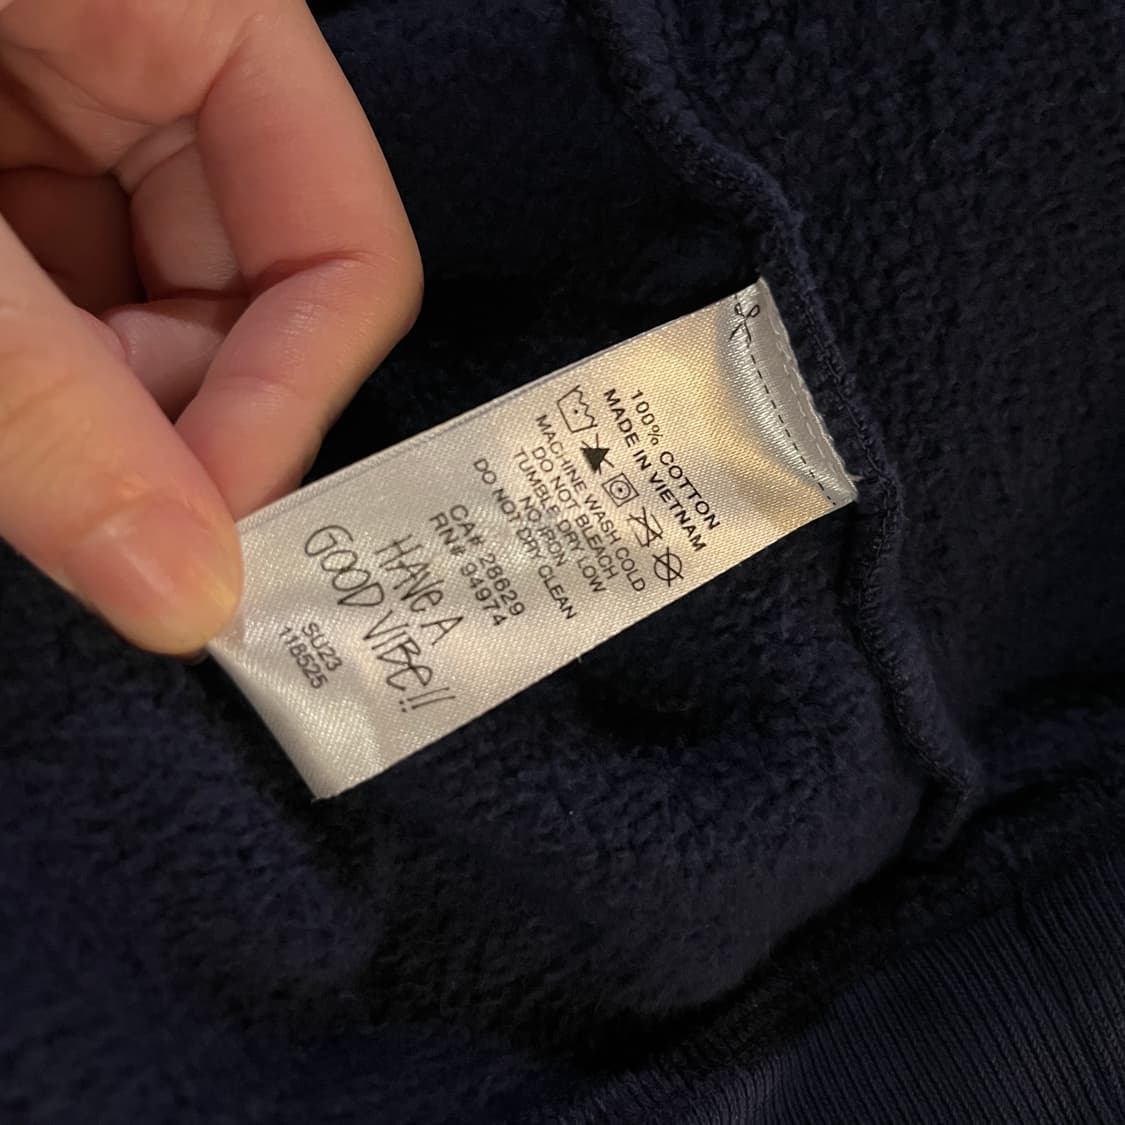 100% COTTON
MADE IN VIETNAM
MACHINE WASH COLD
DO NOT BLEACH
TUMBLE DRY LOW
NO IRON
DO NOT DRY CLEAN
CA# 28629
RN# 94974
HAVE A
GOOD VIBE!!
SU23
118525